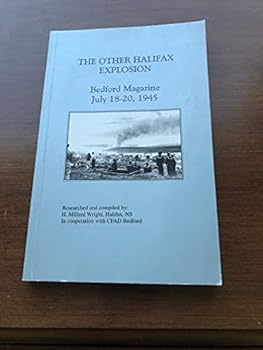 THE OTHER HALIFAX
EXPLOSION
Bedford Magazine
July 18-20, 1945
Researched and compiled by:
H. Millard Wright, Halifax, NS
In cooperation with CFAD Bedford